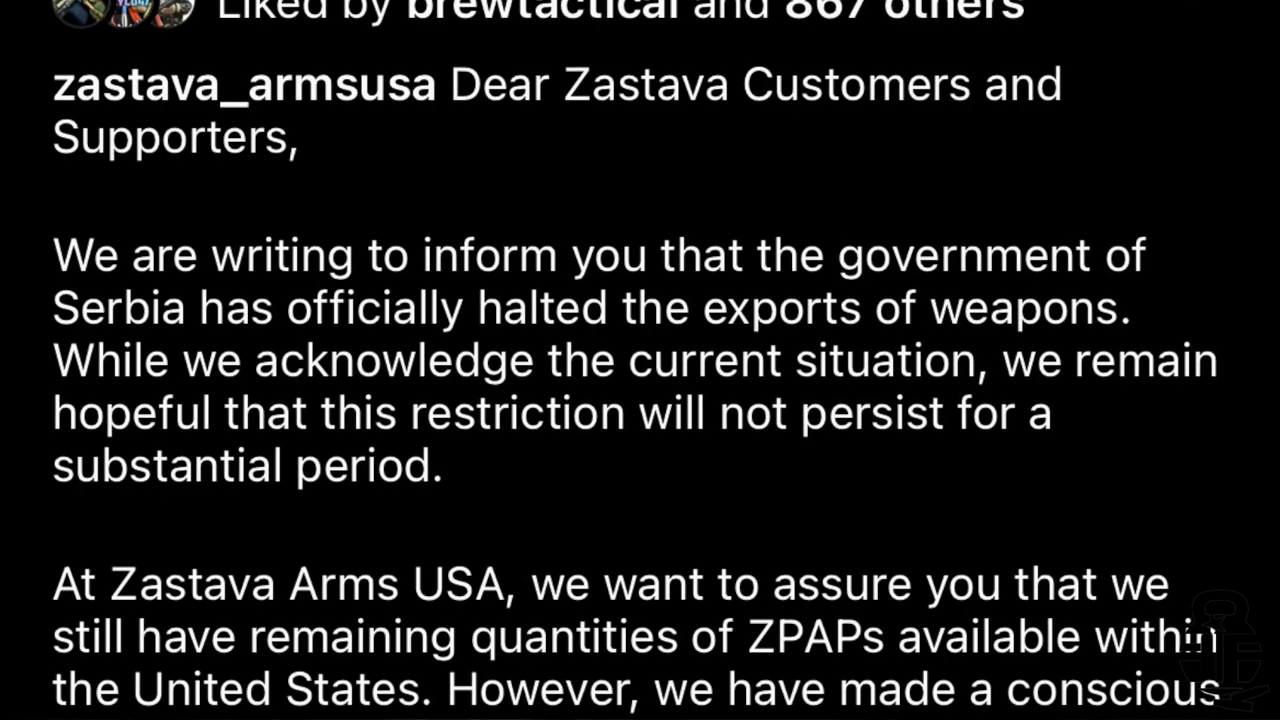 Liked by brewtactical and 867 others
zastava_armsusa Dear Zastava Customers and
Supporters,
We are writing to inform you that the government of
Serbia has officially halted the exports of weapons.
While we acknowledge the current situation, we remain
hopeful that this restriction will not persist for a
substantial period.
At Zastava Arms USA, we want to assure you that we
still have remaining quantities of ZPAPs available within
the United States. However, we have made a conscious